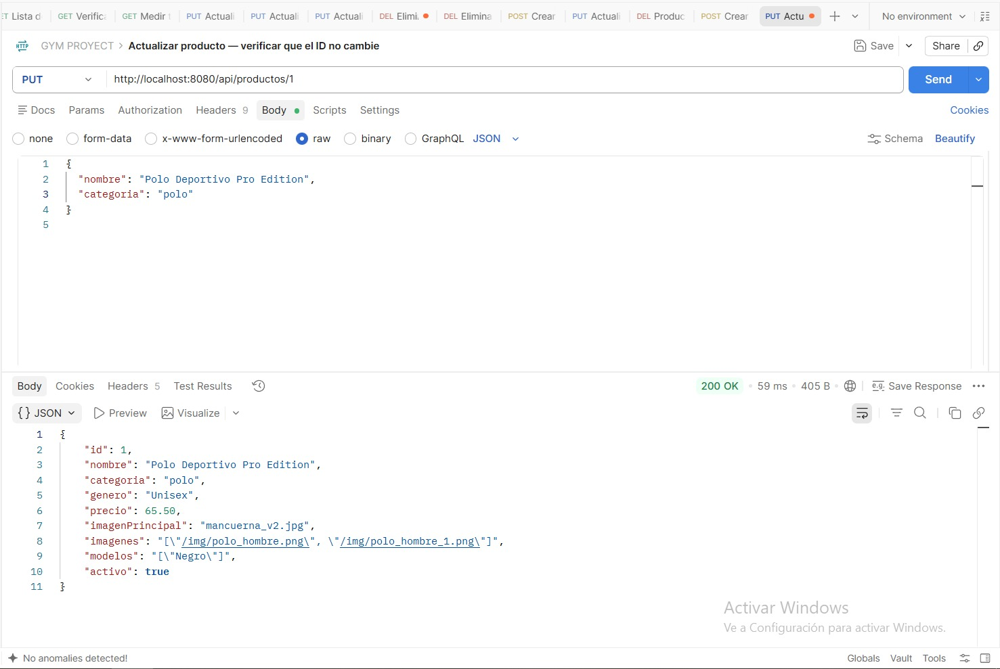 ET Lista d GET Verifica GET Medir t PUT Actuali PUT Actuali PUT Actuali DEL Elimi. DEL Elimina POST Crear PUT Actuali DEL Produc POST Crear PUT Actu No environment
HTTP GYM PROYECT > Actualizar producto — verificar que el ID no cambie Save Share
PUT http://localhost:8080/api/productos/1 Send
Docs Params Authorization Headers 9 Body Scripts Settings Cookies
none form-data x-www-form-urlencoded raw binary GraphQL JSON Schema Beautify
1 {
2 "nombre": "Polo Deportivo Pro Edition",
3 "categoria": "polo"
4 }
5
Body Cookies Headers 5 Test Results 200 OK • 59 ms • 405 B • e.g. Save Response
{} JSON Preview Visualize
1 {
2 "id": 1,
3 "nombre": "Polo Deportivo Pro Edition",
4 "categoria": "polo",
5 "genero": "Unisex",
6 "precio": 65.50,
7 "imagenPrincipal": "mancuerna_v2.jpg",
8 "imagenes": "[\"/img/polo_hombre.png\", \"/img/polo_hombre_1.png\"]",
9 "modelos": "[\"Negro\"]",
10 "activo": true
11 }
Activar Windows
Ve a Configuración para activar Windows.
No anomalies detected! Globals Vault Tools